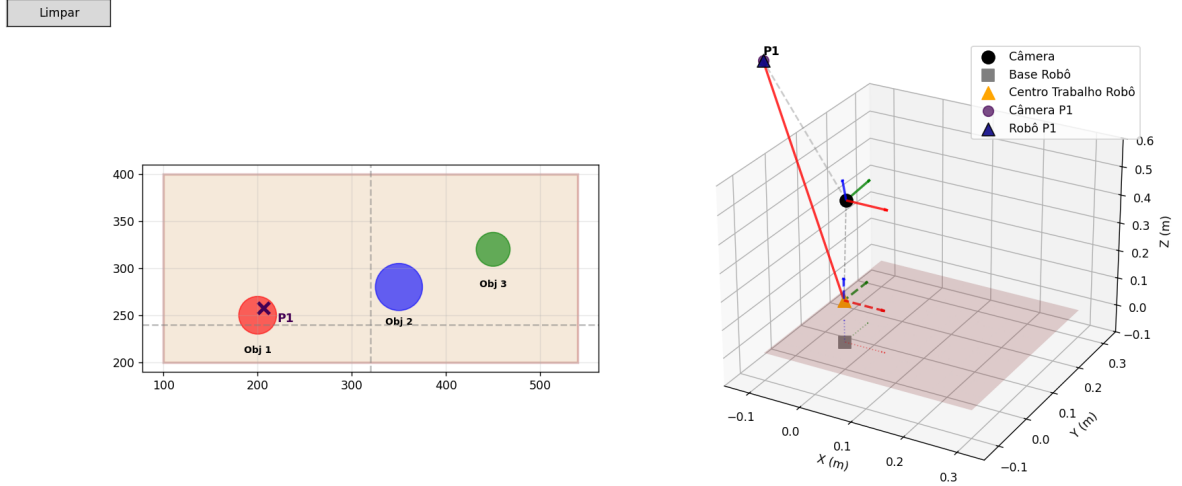 Limpar
400
350
300
250
200
100
200
300
400
500
Obj 1
Obj 2
Obj 3
P1
P1
Câmera
Base Robô
Centro Trabalho Robô
Câmera P1
Robô P1
0.6
0.5
0.4
0.3
0.2
0.1
0.0
−0.1
Z (m)
0.3
0.2
0.1
0.0
−0.1
Y (m)
−0.1
0.0
0.1
0.2
0.3
X (m)